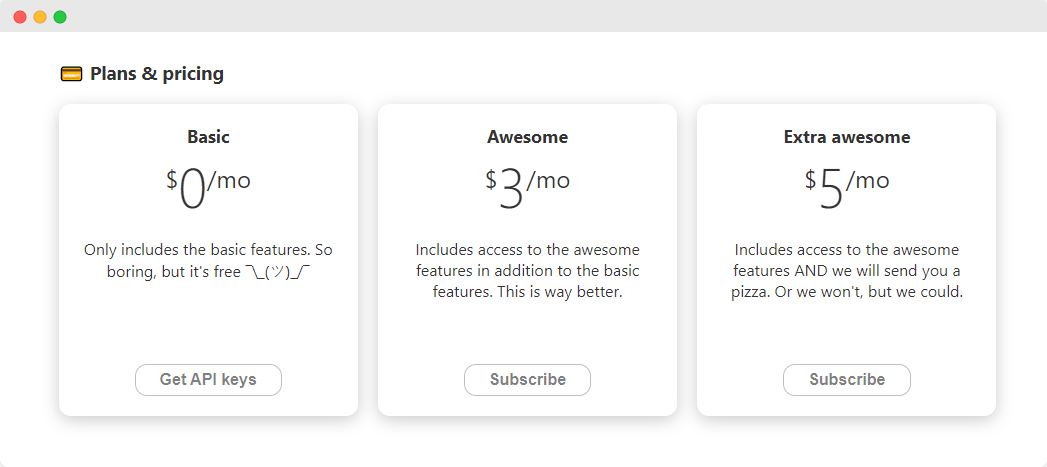 💳 Plans & pricing
Basic
$0/mo
Only includes the basic features. So
boring, but it's free ¯\_(ツ)_/¯
Get API keys
Awesome
$3/mo
Includes access to the awesome
features in addition to the basic
features. This is way better.
Subscribe
Extra awesome
$5/mo
Includes access to the awesome
features AND we will send you a
pizza. Or we won't, but we could.
Subscribe